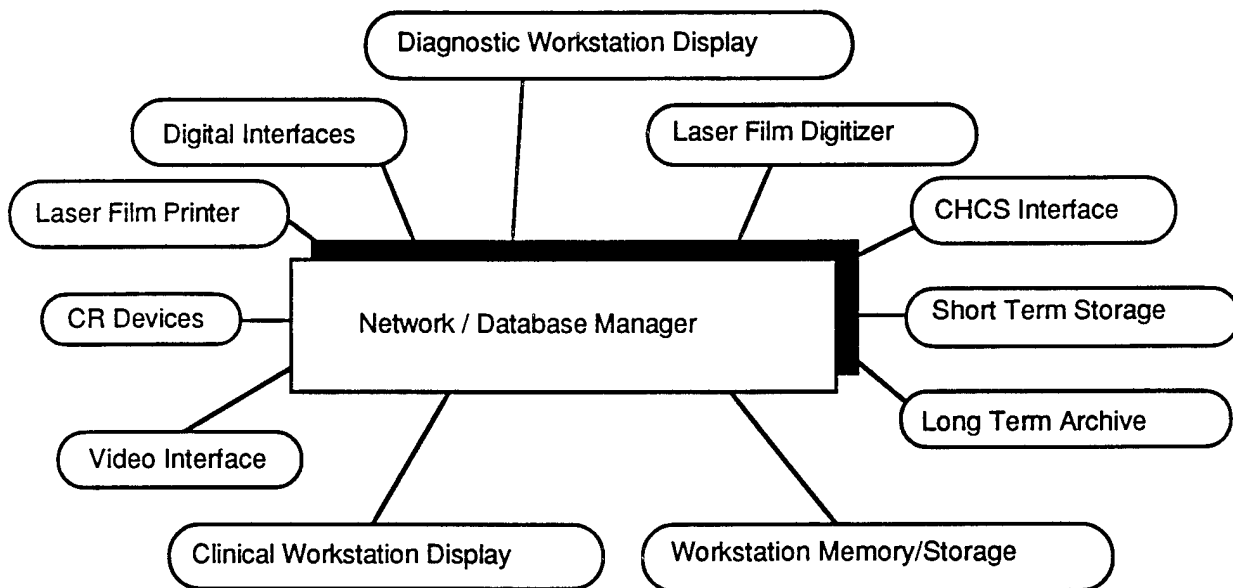 Diagnostic Workstation Display
Digital Interfaces
Laser Film Digitizer
Laser Film Printer
CHCS Interface
CR Devices
Network / Database Manager
Short Term Storage
Long Term Archive
Video Interface
Clinical Workstation Display
Workstation Memory/Storage